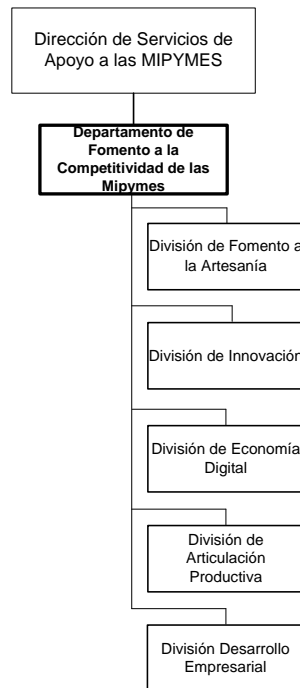 Dirección de Servicios de
Apoyo a las MIPYMES
Departamento de
Fomento a la
Competitividad de las
Mipymes
División de Fomento a
la Artesanía
División de Innovación
División de Economía
Digital
División de
Articulación
Productiva
División Desarrollo
Empresarial